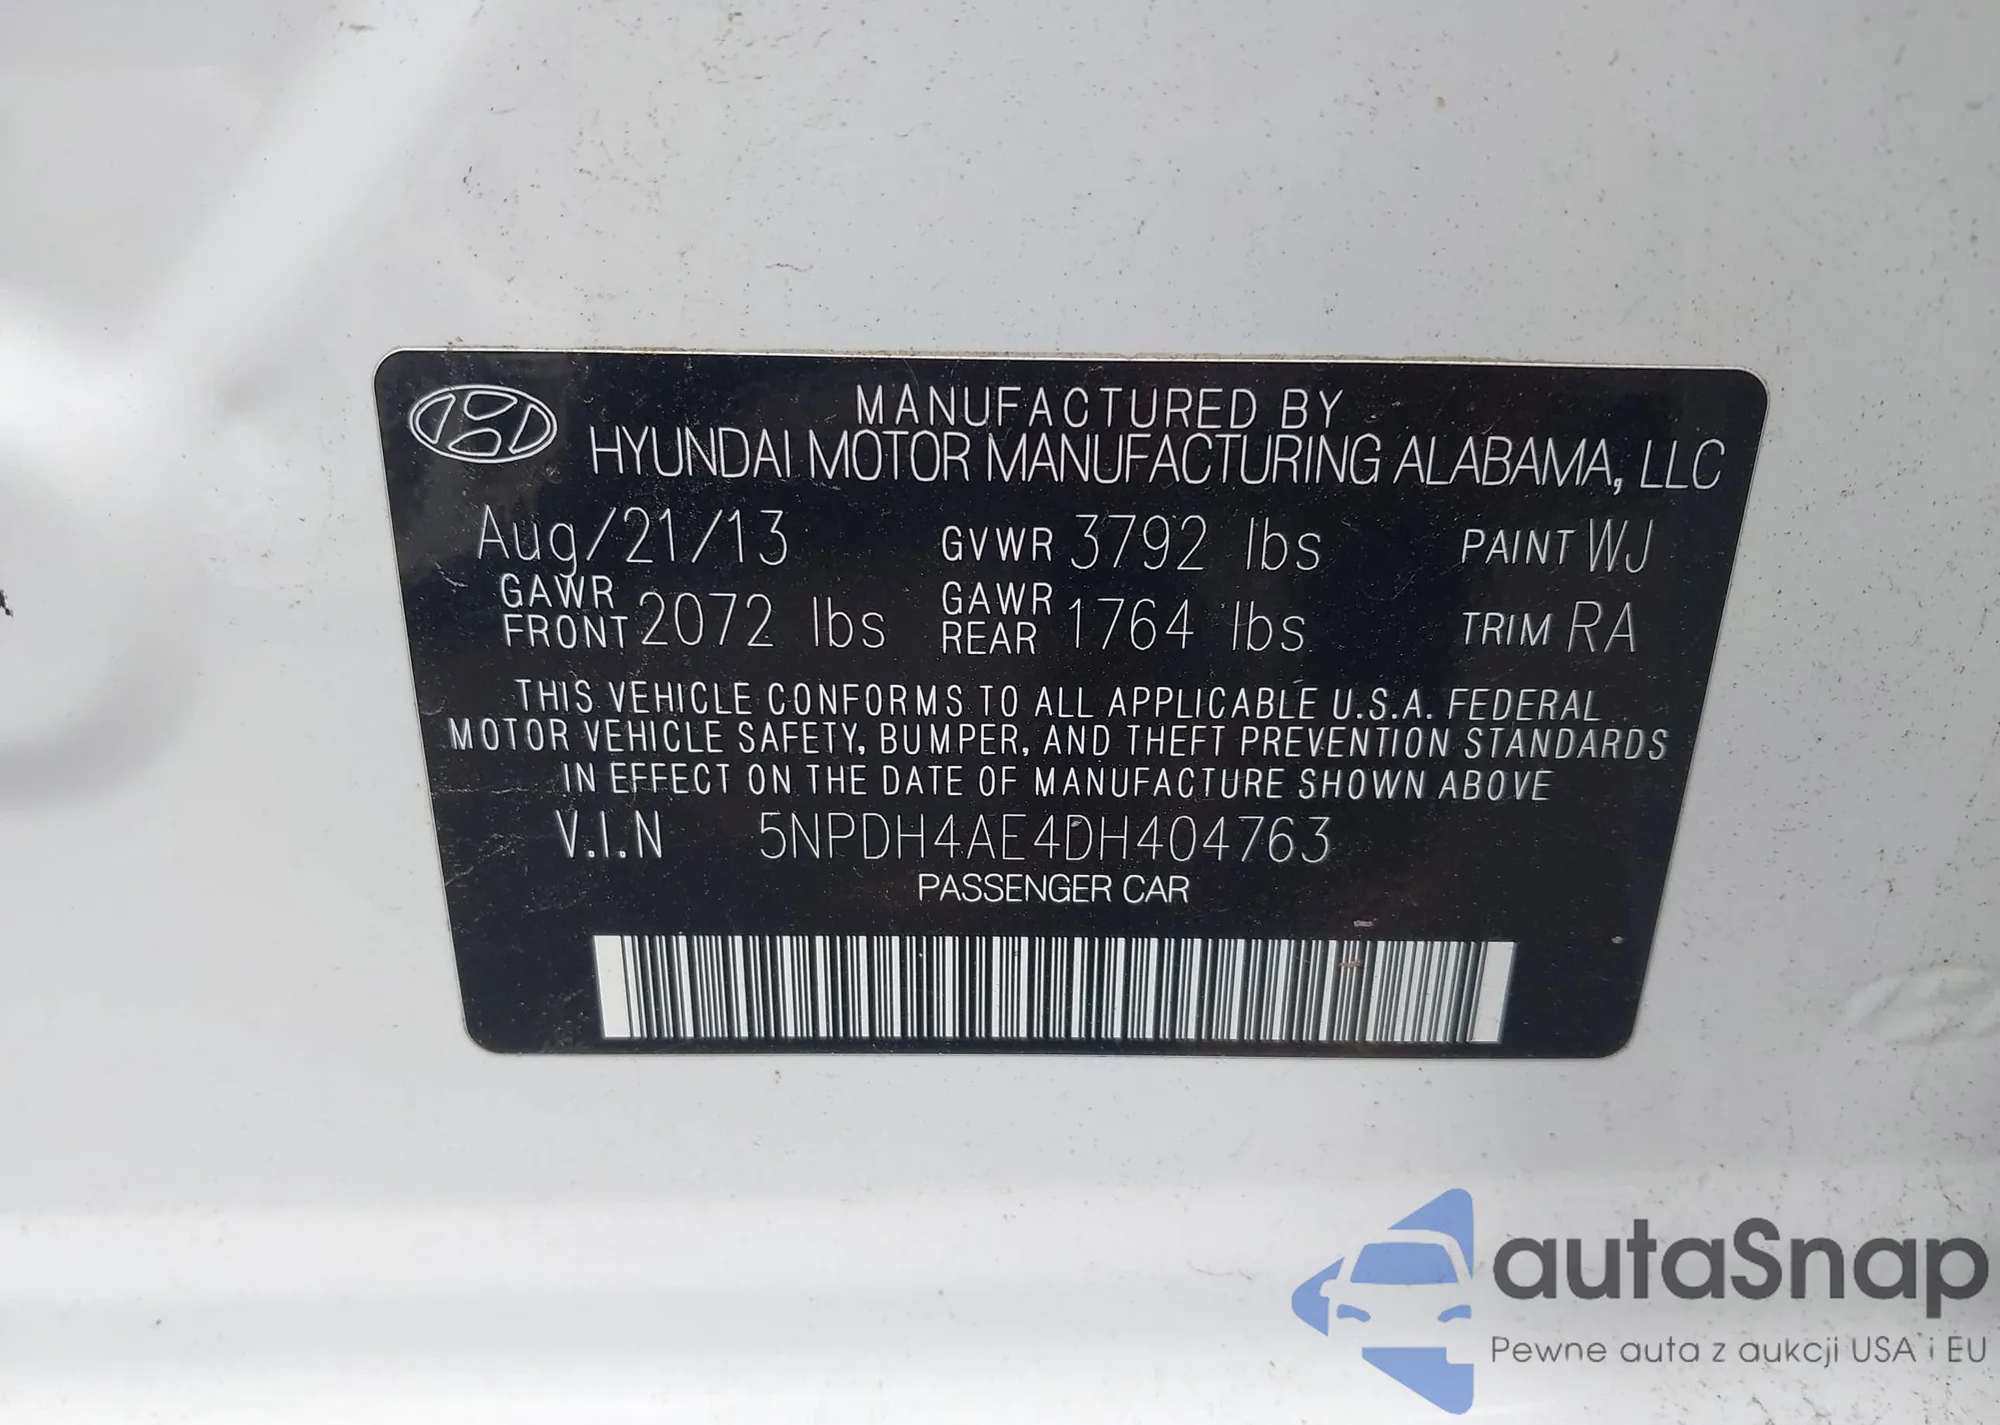 MANUFACTURED BY
HYUNDAI MOTOR MANUFACTURING ALABAMA, LLC
Aug/21/13 GVWR 3792 lbs PAINT WJ
GAWR FRONT 2072 lbs GAWR REAR 1764 lbs TRIM RA
THIS VEHICLE CONFORMS TO ALL APPLICABLE U.S.A. FEDERAL
MOTOR VEHICLE SAFETY, BUMPER, AND THEFT PREVENTION STANDARDS
IN EFFECT ON THE DATE OF MANUFACTURE SHOWN ABOVE
V.I.N 5NPDH4AE4DH404763
PASSENGER CAR
autaSnap
Pewne auta z aukcji USA i EU